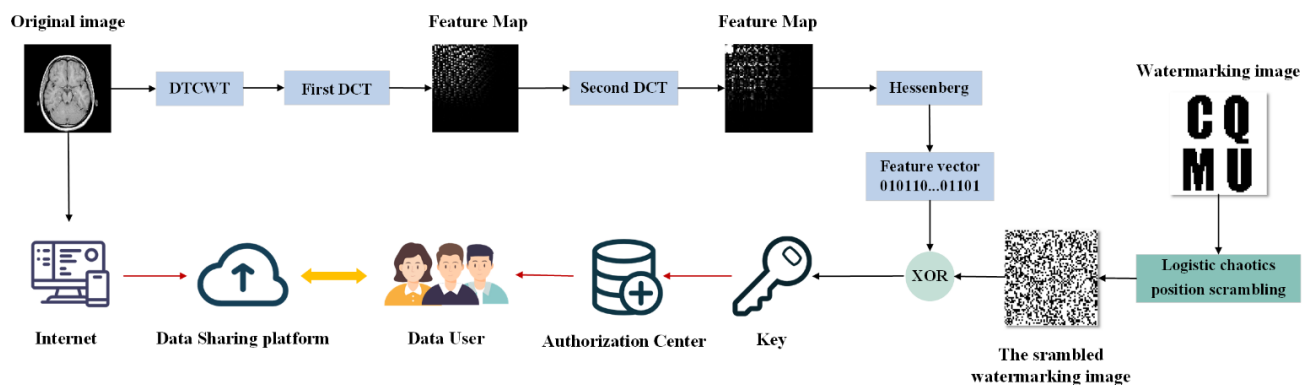 Original image
Feature Map
Feature Map
DTCWT
First DCT
Second DCT
Hessenberg
Watermarking image
CQ
MU
Feature vector
010110...01101
XOR
Logistic chaotics
position scrambling
Internet
Data Sharing platform
Data User
Authorization Center
Key
The srambled
watermarking image